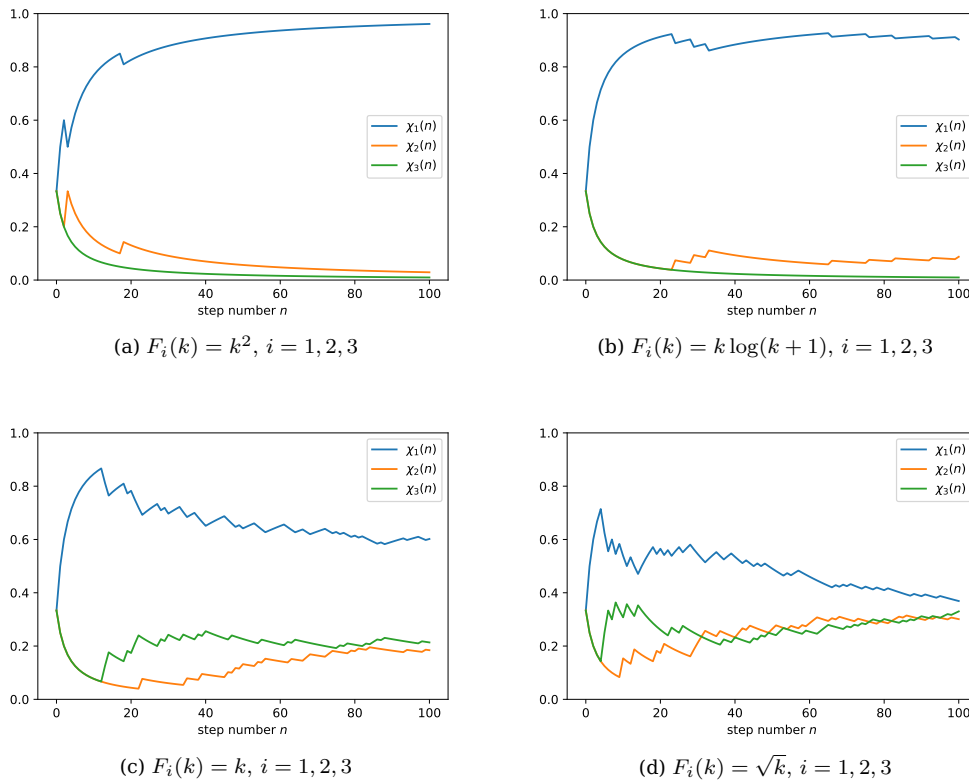 1.0
0.8
0.6
0.4
0.2
0.0
χ₁(n)
χ₂(n)
χ₃(n)
0 20 40 60 80 100
step number n
(a) Fᵢ(k) = k², i = 1, 2, 3
1.0
0.8
0.6
0.4
0.2
0.0
χ₁(n)
χ₂(n)
χ₃(n)
0 20 40 60 80 100
step number n
(b) Fᵢ(k) = k log(k + 1), i = 1, 2, 3
1.0
0.8
0.6
0.4
0.2
0.0
χ₁(n)
χ₂(n)
χ₃(n)
0 20 40 60 80 100
step number n
(c) Fᵢ(k) = k, i = 1, 2, 3
1.0
0.8
0.6
0.4
0.2
0.0
χ₁(n)
χ₂(n)
χ₃(n)
0 20 40 60 80 100
step number n
(d) Fᵢ(k) = √k, i = 1, 2, 3